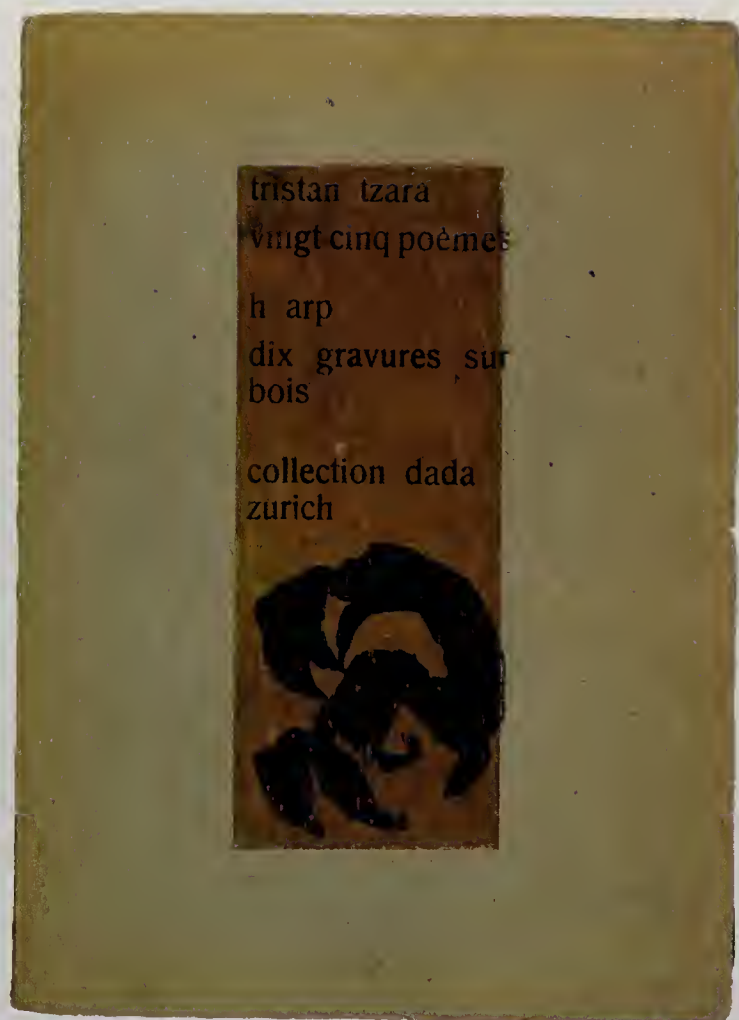 tristan tzara
vingt cinq poèmes
h arp
dix gravures sur
bois
collection dada
zurich